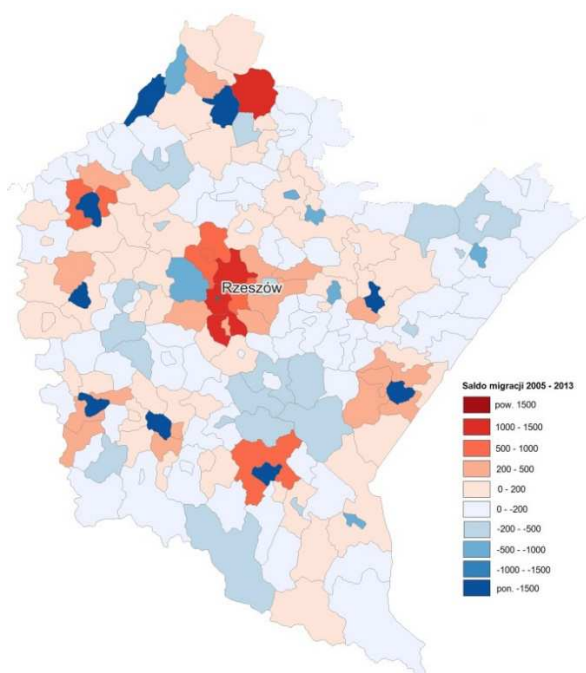 Rzeszów
Saldo migracji 2005 - 2013
pow. 1500
1000 - 1500
500 - 1000
200 - 500
0 - 200
0 - -200
-200 - -500
-500 - -1000
-1000 - -1500
pon. -1500